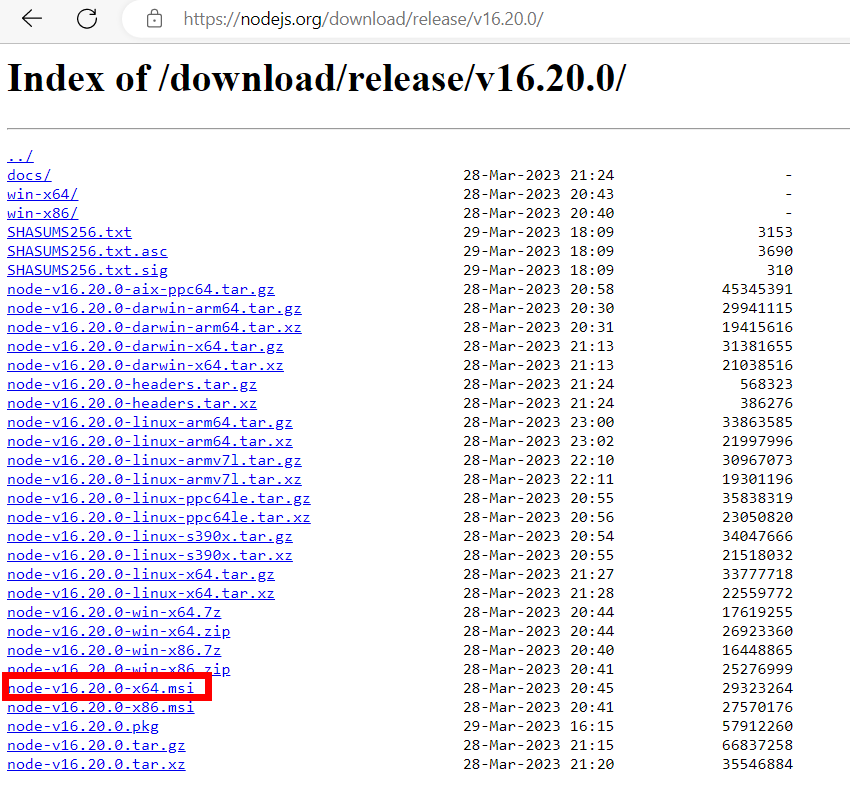 https://nodejs.org/download/release/v16.20.0/
Index of /download/release/v16.20.0/
../
docs/ 28-Mar-2023 21:24 -
win-x64/ 28-Mar-2023 20:43 -
win-x86/ 28-Mar-2023 20:40 -
SHASUMS256.txt 29-Mar-2023 18:09 3153
SHASUMS256.txt.asc 29-Mar-2023 18:09 3690
SHASUMS256.txt.sig 29-Mar-2023 18:09 310
node-v16.20.0-aix-ppc64.tar.gz 28-Mar-2023 20:58 45345391
node-v16.20.0-darwin-arm64.tar.gz 28-Mar-2023 20:30 29941115
node-v16.20.0-darwin-arm64.tar.xz 28-Mar-2023 20:31 19415616
node-v16.20.0-darwin-x64.tar.gz 28-Mar-2023 21:13 31381655
node-v16.20.0-darwin-x64.tar.xz 28-Mar-2023 21:13 21038516
node-v16.20.0-headers.tar.gz 28-Mar-2023 21:24 568323
node-v16.20.0-headers.tar.xz 28-Mar-2023 21:24 386276
node-v16.20.0-linux-arm64.tar.gz 28-Mar-2023 23:00 33863585
node-v16.20.0-linux-arm64.tar.xz 28-Mar-2023 23:02 21997996
node-v16.20.0-linux-armv7l.tar.gz 28-Mar-2023 22:10 30967073
node-v16.20.0-linux-armv7l.tar.xz 28-Mar-2023 22:11 19301196
node-v16.20.0-linux-ppc64le.tar.gz 28-Mar-2023 20:55 35838319
node-v16.20.0-linux-ppc64le.tar.xz 28-Mar-2023 20:56 23050820
node-v16.20.0-linux-s390x.tar.gz 28-Mar-2023 20:54 34047666
node-v16.20.0-linux-s390x.tar.xz 28-Mar-2023 20:55 21518032
node-v16.20.0-linux-x64.tar.gz 28-Mar-2023 21:27 33777718
node-v16.20.0-linux-x64.tar.xz 28-Mar-2023 21:28 22559772
node-v16.20.0-win-x64.7z 28-Mar-2023 20:44 17619255
node-v16.20.0-win-x64.zip 28-Mar-2023 20:44 26923360
node-v16.20.0-win-x86.7z 28-Mar-2023 20:40 16448865
node-v16.20.0-win-x86.zip 28-Mar-2023 20:41 25276999
node-v16.20.0-x64.msi 28-Mar-2023 20:45 29323264
node-v16.20.0-x86.msi 28-Mar-2023 20:41 27570176
node-v16.20.0.pkg 29-Mar-2023 16:15 57912260
node-v16.20.0.tar.gz 28-Mar-2023 21:15 66837258
node-v16.20.0.tar.xz 28-Mar-2023 21:20 35546884